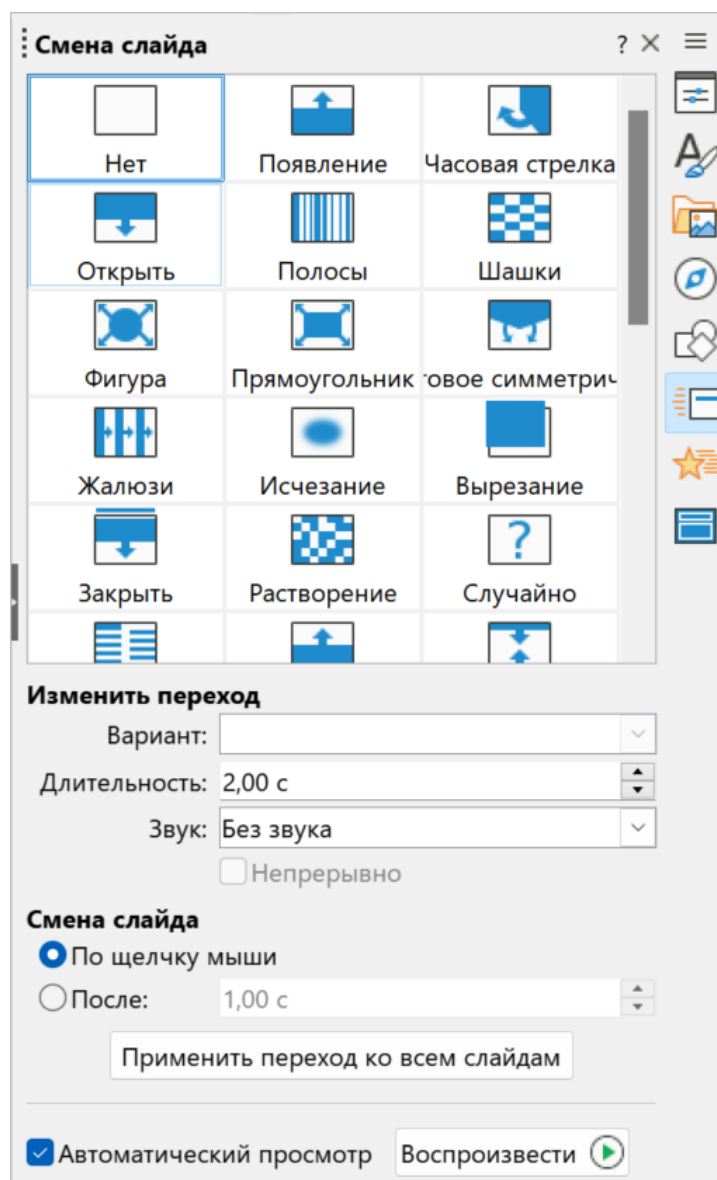 Смена слайда ?
Нет Появление Часовая стрелка
Открыть Полосы Шашки
Фигура Прямоугольник говое симметрич
Жалюзи Исчезание Вырезание
?
Закрыть Растворение Случайно
Изменить переход
Вариант:
Длительность: 2,00 с
Звук: Без звука
Непрерывно
Смена слайда
По щелчку мыши
После: 1,00 с
Применить переход ко всем слайдам
Автоматический просмотр Воспроизвести